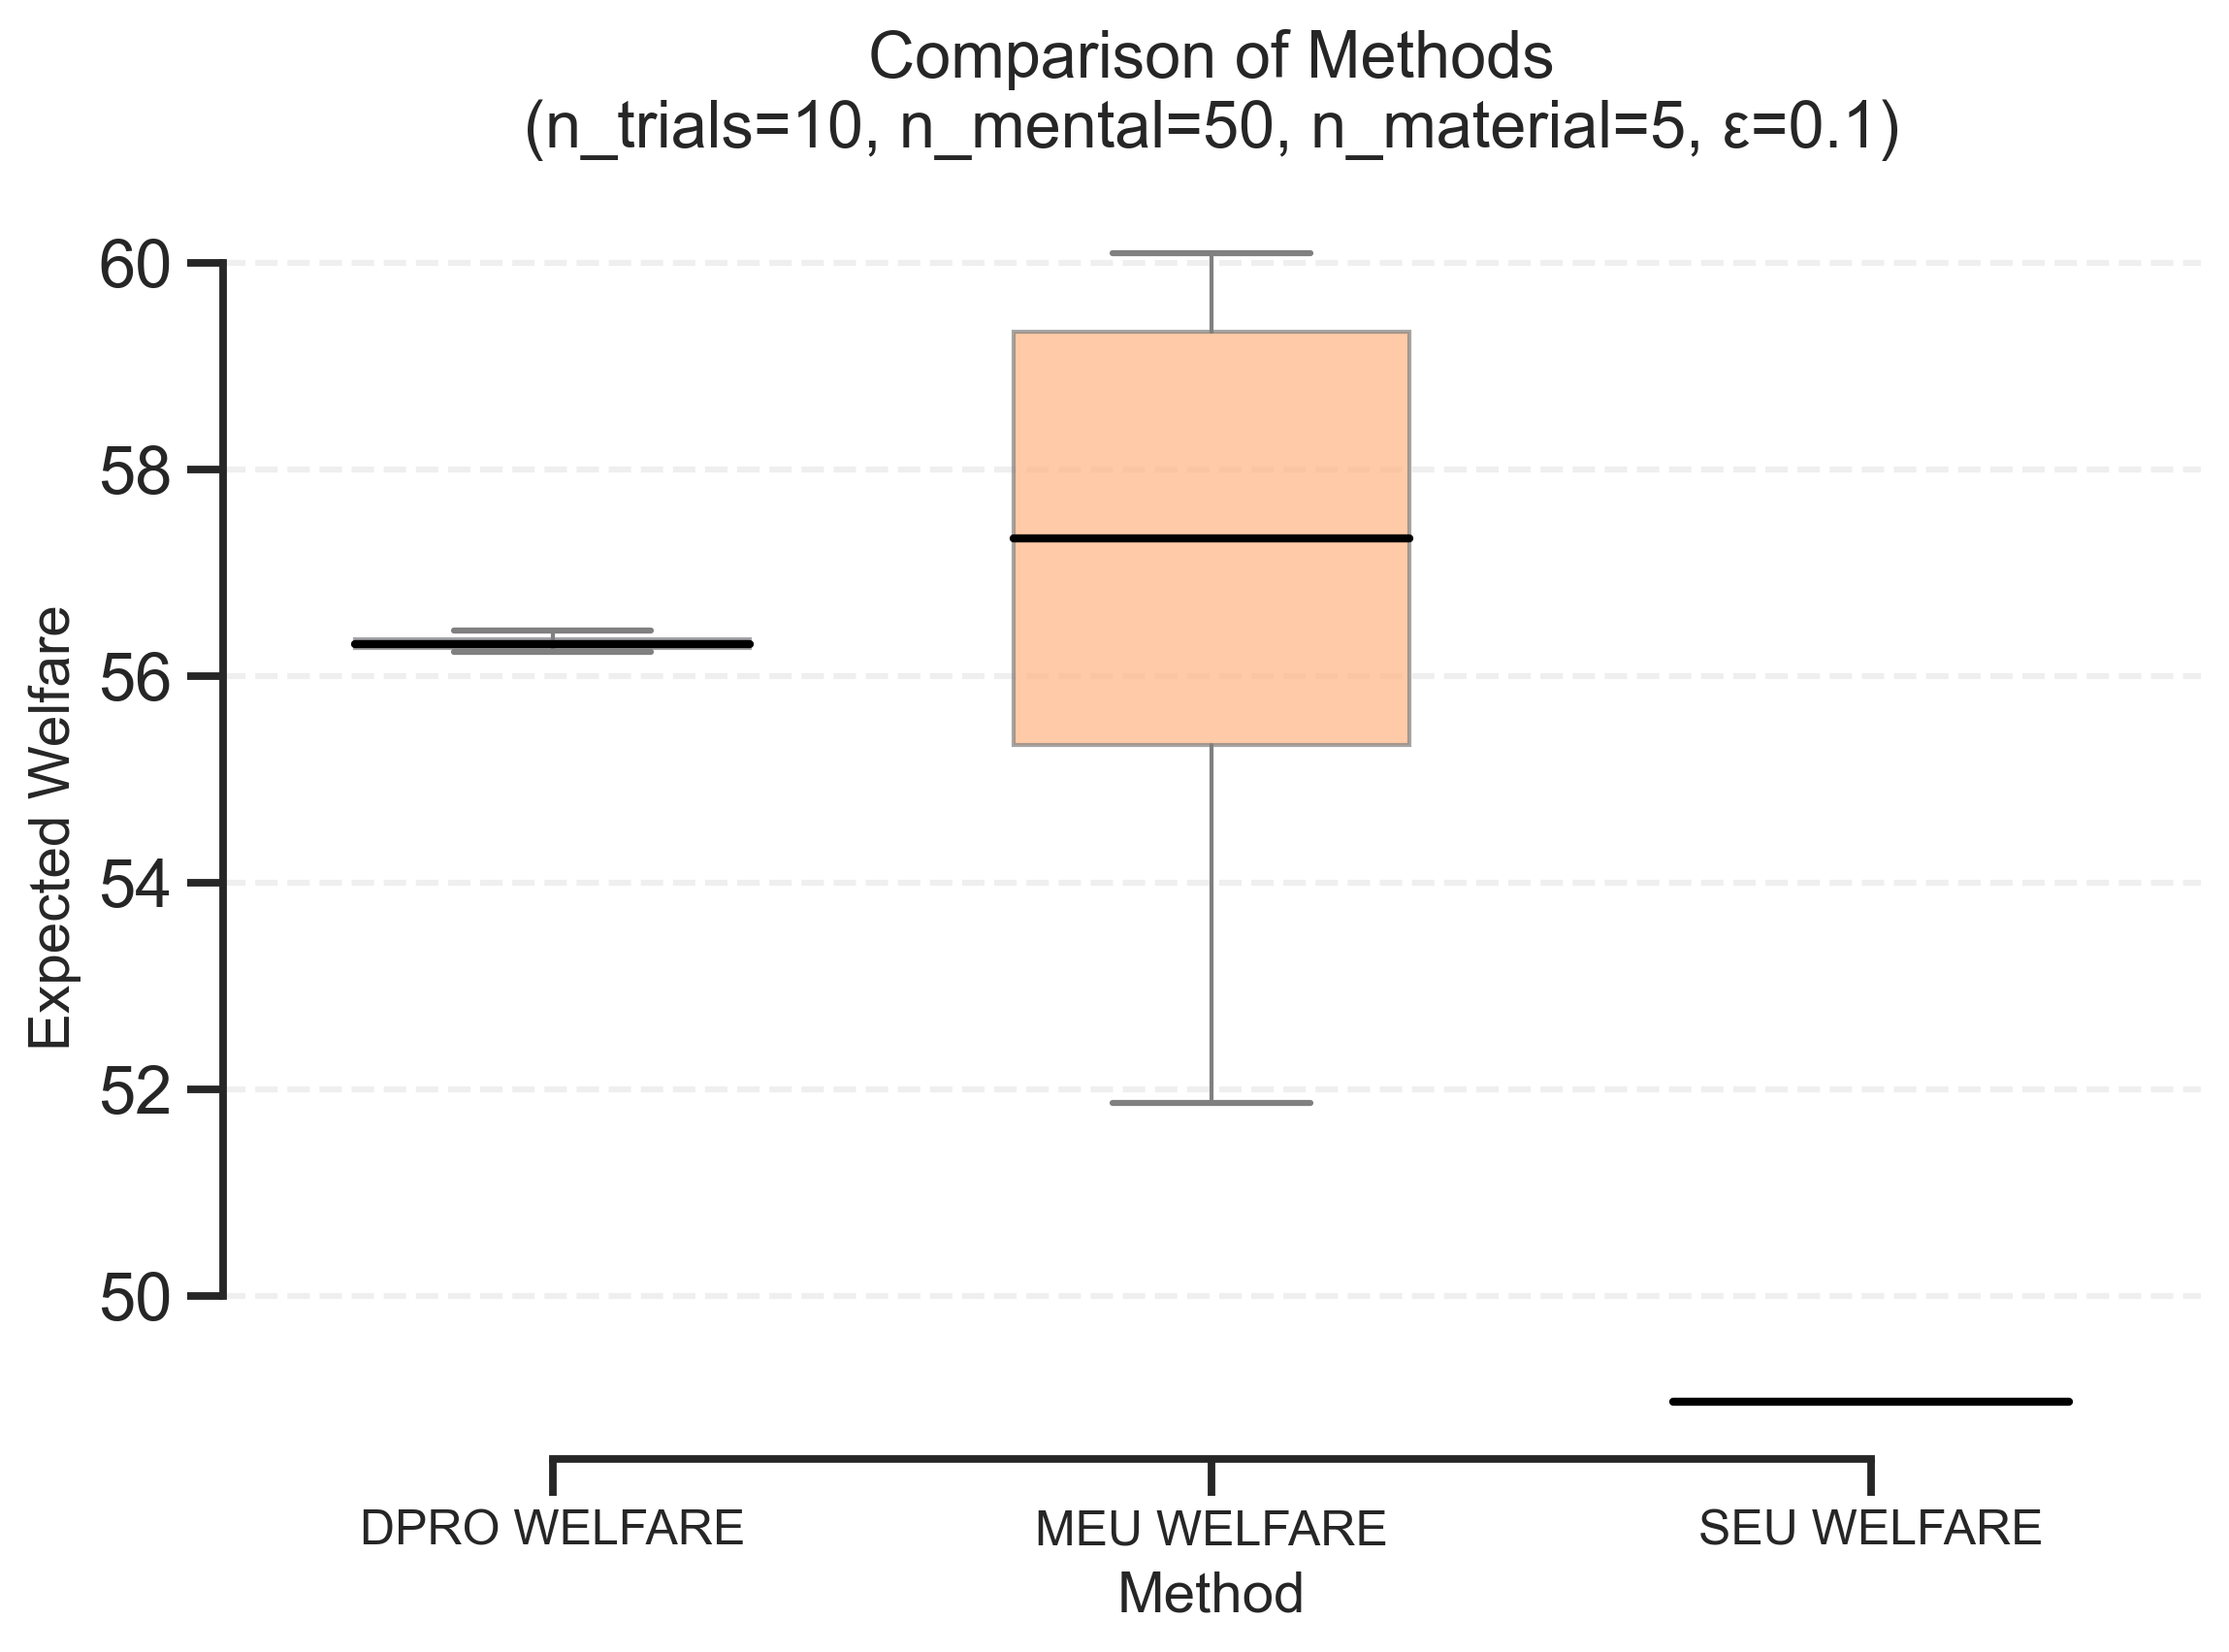 Comparison of Methods
(n_trials=10, n_mental=50, n_material=5, ε=0.1)
60
58
56
54
52
50
Expected Welfare
DPRO WELFARE
MEU WELFARE
SEU WELFARE
Method